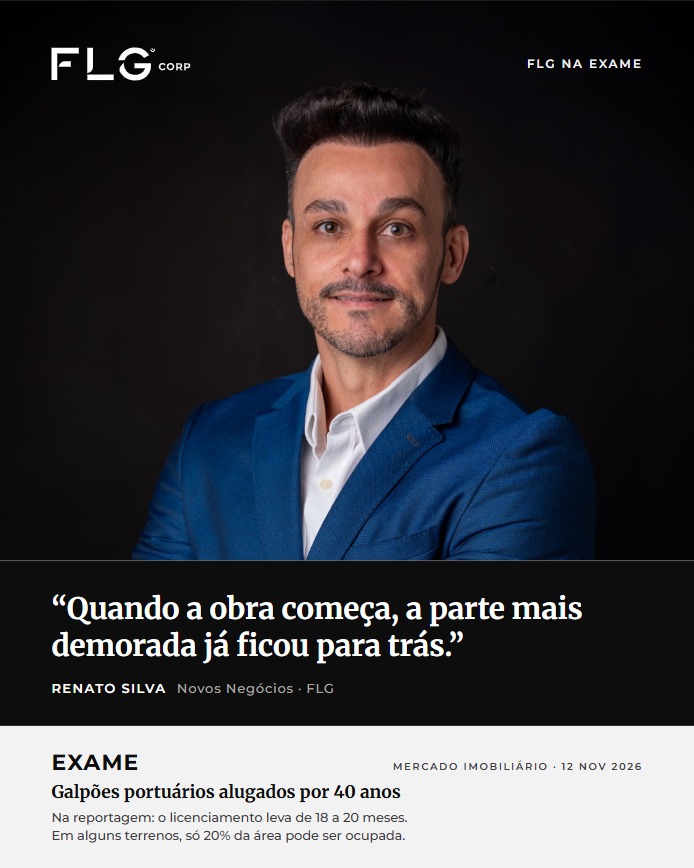 FLG CORP
FLG NA EXAME
“Quando a obra começa, a parte mais
demorada já ficou para trás.”
RENATO SILVA Novos Negócios · FLG
EXAME
MERCADO IMOBILIÁRIO · 12 NOV 2026
Galpões portuários alugados por 40 anos
Na reportagem: o licenciamento leva de 18 a 20 meses.
Em alguns terrenos, só 20% da área pode ser ocupada.